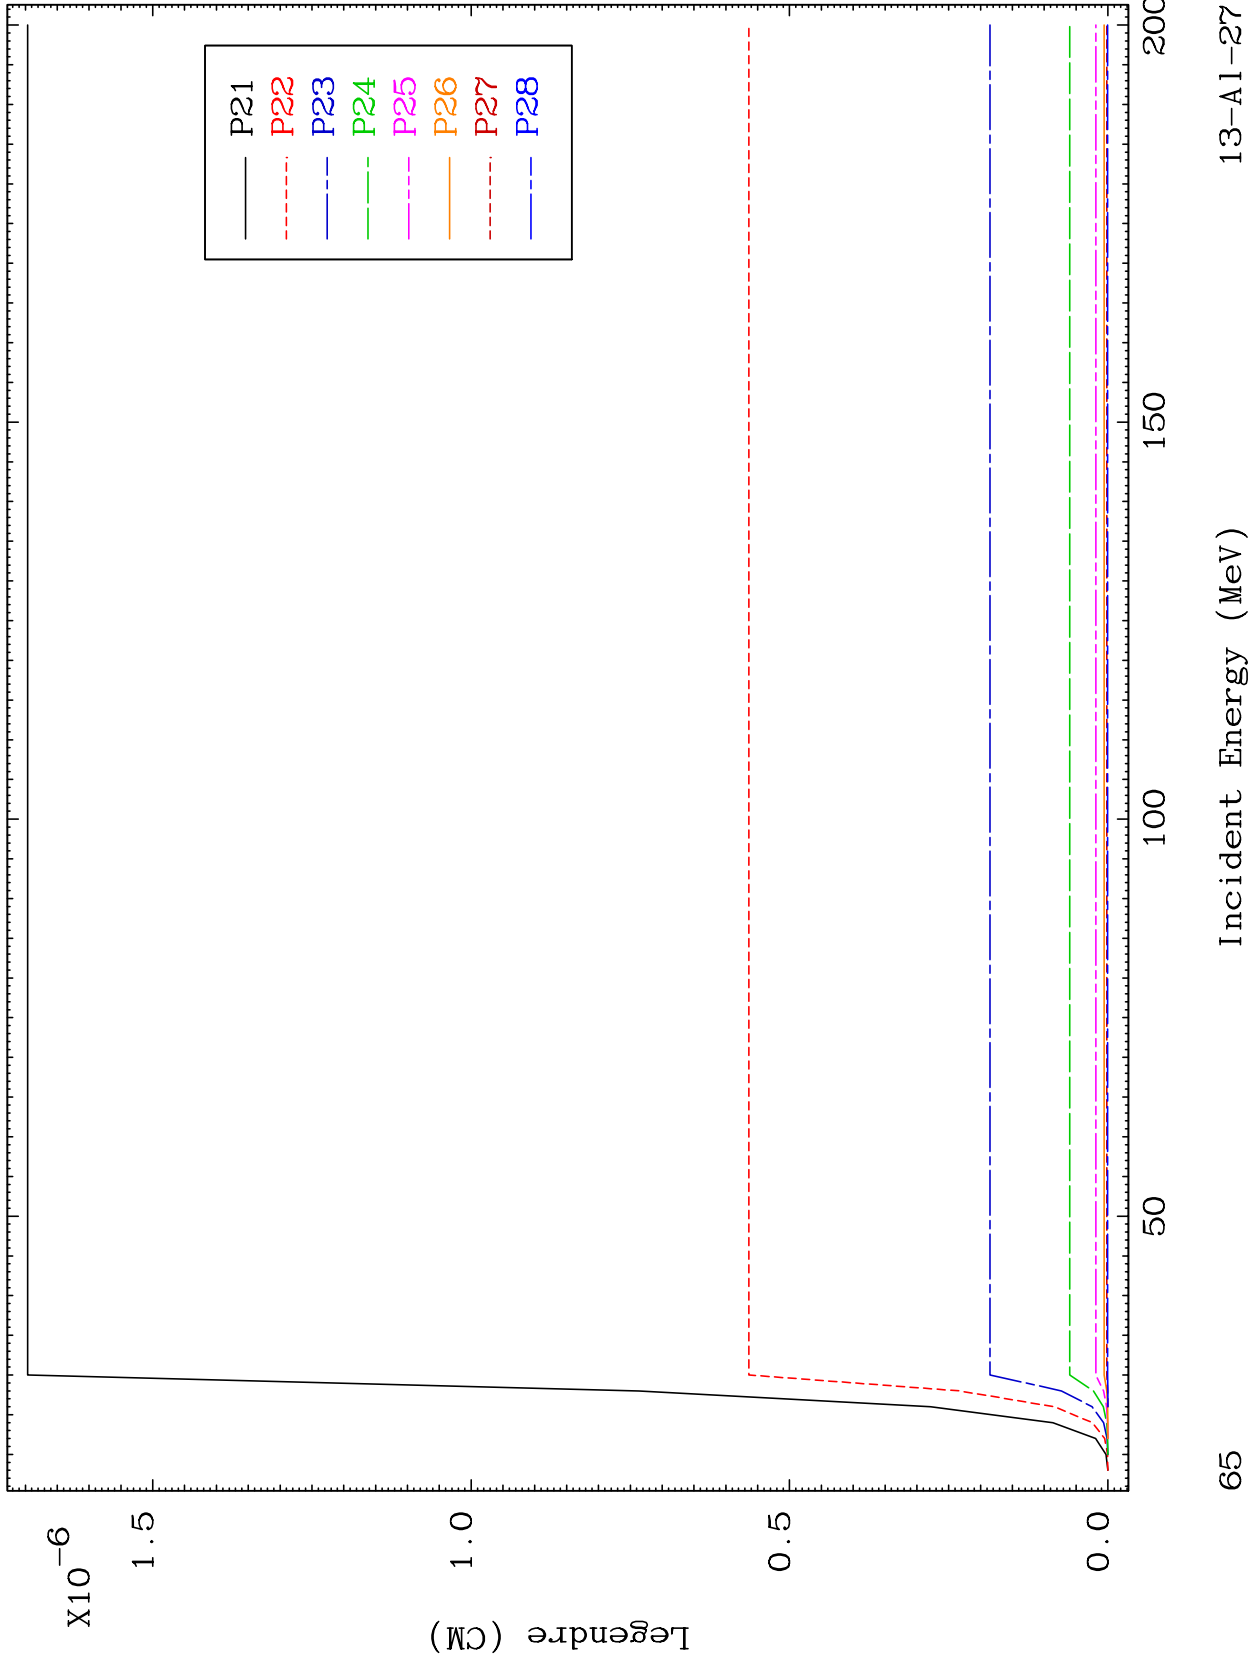 X10−6
1.5
1.0
0.5
0.0
Legendre (CM)
P21
P22
P23
P24
P25
P26
P27
P28
50
100
150
200
Incident Energy (MeV)
65
13-Al-27